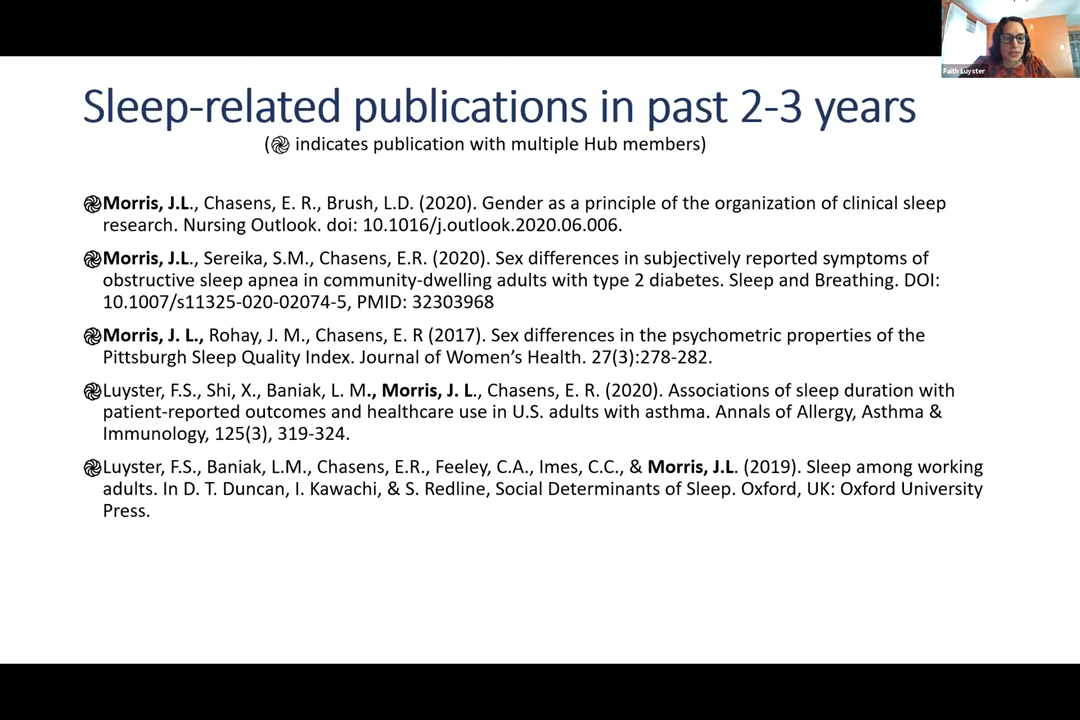 Faith Luyster
Sleep-related publications in past 2-3 years
( indicates publication with multiple Hub members)
Morris, J.L., Chasens, E. R., Brush, L.D. (2020). Gender as a principle of the organization of clinical sleep
research. Nursing Outlook. doi: 10.1016/j.outlook.2020.06.006.
Morris, J.L., Sereika, S.M., Chasens, E.R. (2020). Sex differences in subjectively reported symptoms of
obstructive sleep apnea in community-dwelling adults with type 2 diabetes. Sleep and Breathing. DOI:
10.1007/s11325-020-02074-5, PMID: 32303968
Morris, J. L., Rohay, J. M., Chasens, E. R (2017). Sex differences in the psychometric properties of the
Pittsburgh Sleep Quality Index. Journal of Women’s Health. 27(3):278-282.
Luyster, F.S., Shi, X., Baniak, L. M., Morris, J. L., Chasens, E. R. (2020). Associations of sleep duration with
patient-reported outcomes and healthcare use in U.S. adults with asthma. Annals of Allergy, Asthma &
Immunology, 125(3), 319-324.
Luyster, F.S., Baniak, L.M., Chasens, E.R., Feeley, C.A., Imes, C.C., & Morris, J.L. (2019). Sleep among working
adults. In D. T. Duncan, I. Kawachi, & S. Redline, Social Determinants of Sleep. Oxford, UK: Oxford University
Press.